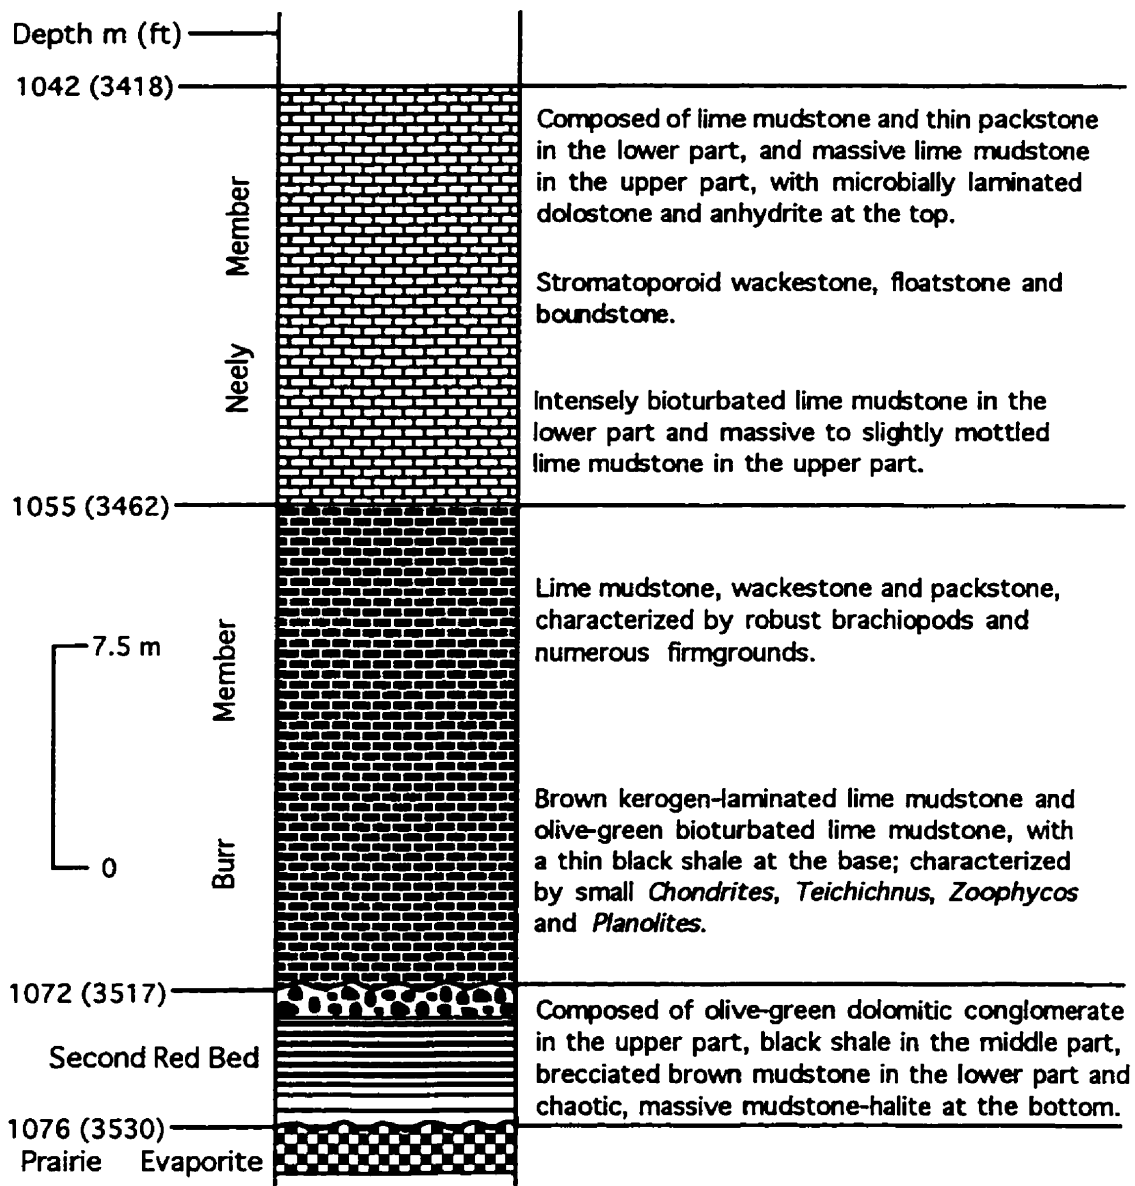 Depth m (ft)
1042 (3418)
Composed of lime mudstone and thin packstone
in the lower part, and massive lime mudstone
in the upper part, with microbially laminated
dolostone and anhydrite at the top.
Neely Member
Stromatoporoid wackestone, floatstone and
boundstone.
Intensely bioturbated lime mudstone in the
lower part and massive to slightly mottled
lime mudstone in the upper part.
1055 (3462)
Lime mudstone, wackestone and packstone,
characterized by robust brachiopods and
numerous firmgrounds.
7.5 m
0
Burr Member
Brown kerogen-laminated lime mudstone and
olive-green bioturbated lime mudstone, with
a thin black shale at the base; characterized
by small Chondrites, Teichichnus, Zoophycos
and Planolites.
1072 (3517)
Second Red Bed
Composed of olive-green dolomitic conglomerate
in the upper part, black shale in the middle part,
brecciated brown mudstone in the lower part and
chaotic, massive mudstone-halite at the bottom.
1076 (3530)
Prairie Evaporite